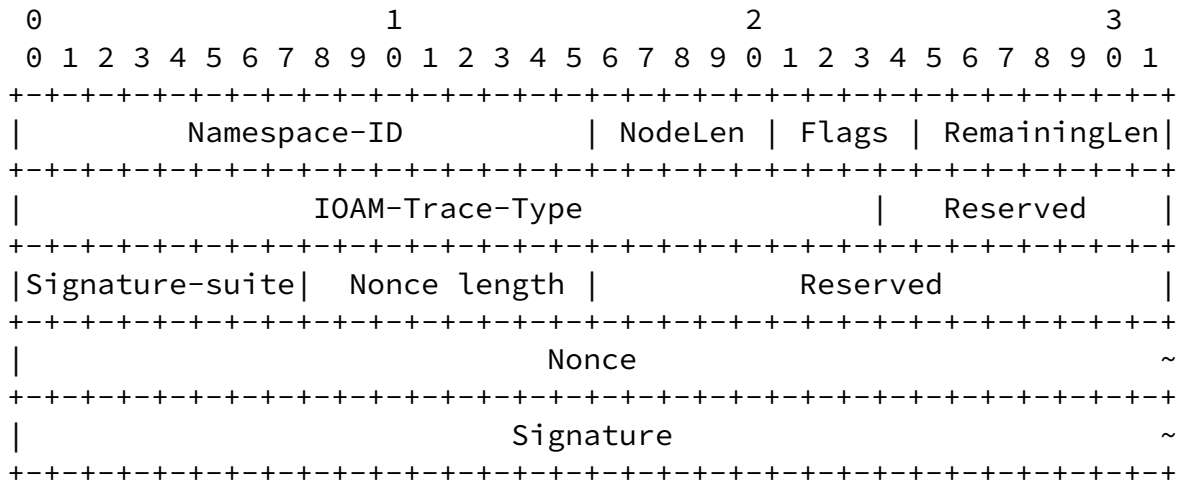 0                   1                   2                   3
 0 1 2 3 4 5 6 7 8 9 0 1 2 3 4 5 6 7 8 9 0 1 2 3 4 5 6 7 8 9 0 1
+-+-+-+-+-+-+-+-+-+-+-+-+-+-+-+-+-+-+-+-+-+-+-+-+-+-+-+-+-+-+-+-+
|         Namespace-ID          | NodeLen | Flags | RemainingLen|
+-+-+-+-+-+-+-+-+-+-+-+-+-+-+-+-+-+-+-+-+-+-+-+-+-+-+-+-+-+-+-+-+
|                IOAM-Trace-Type                |   Reserved    |
+-+-+-+-+-+-+-+-+-+-+-+-+-+-+-+-+-+-+-+-+-+-+-+-+-+-+-+-+-+-+-+-+
|Signature-suite|  Nonce length |           Reserved            |
+-+-+-+-+-+-+-+-+-+-+-+-+-+-+-+-+-+-+-+-+-+-+-+-+-+-+-+-+-+-+-+-+
|                             Nonce                             ~
+-+-+-+-+-+-+-+-+-+-+-+-+-+-+-+-+-+-+-+-+-+-+-+-+-+-+-+-+-+-+-+-+
|                           Signature                           ~
+-+-+-+-+-+-+-+-+-+-+-+-+-+-+-+-+-+-+-+-+-+-+-+-+-+-+-+-+-+-+-+-+